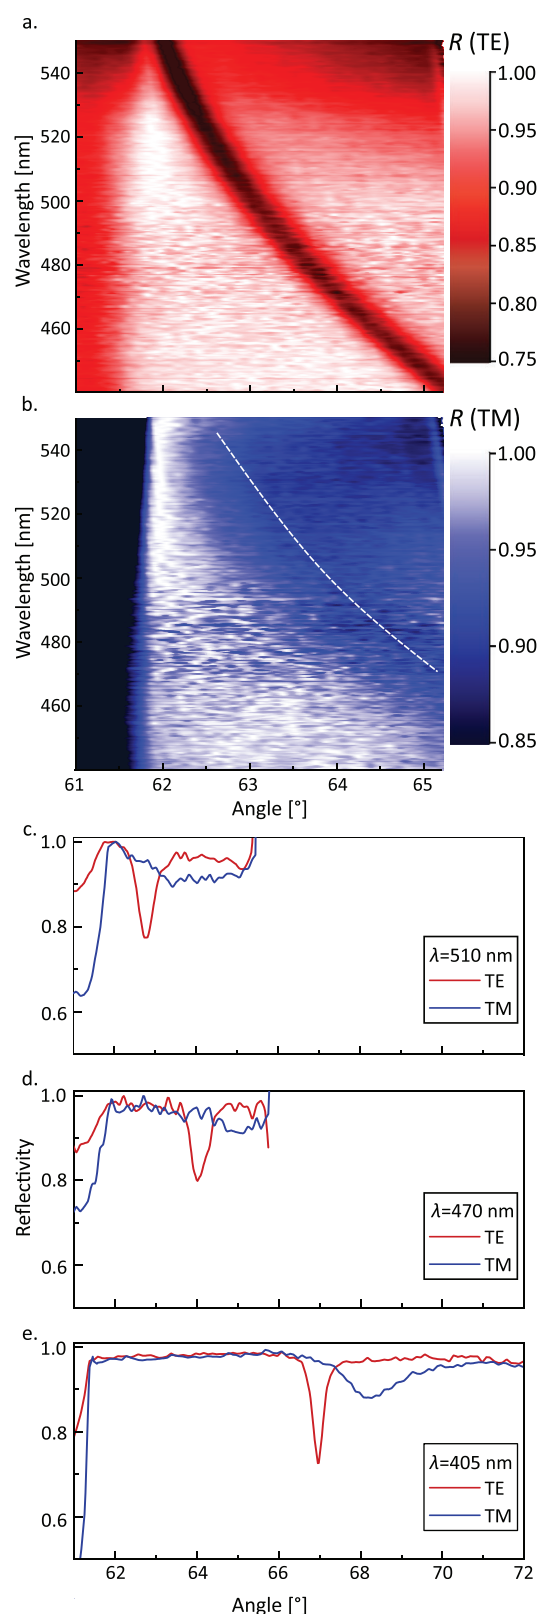 a.
R (TE)
Wavelength [nm]
540
520
500
480
460
1.00
0.95
0.90
0.85
0.80
0.75
b.
R (TM)
Wavelength [nm]
540
520
500
480
460
1.00
0.95
0.90
0.85
61 62 63 64 65
Angle [°]
c.
1.0
0.8
0.6
λ=510 nm
TE
TM
d.
1.0
0.8
0.6
Reflectivity
λ=470 nm
TE
TM
e.
1.0
0.8
0.6
λ=405 nm
TE
TM
62 64 66 68 70 72
Angle [°]